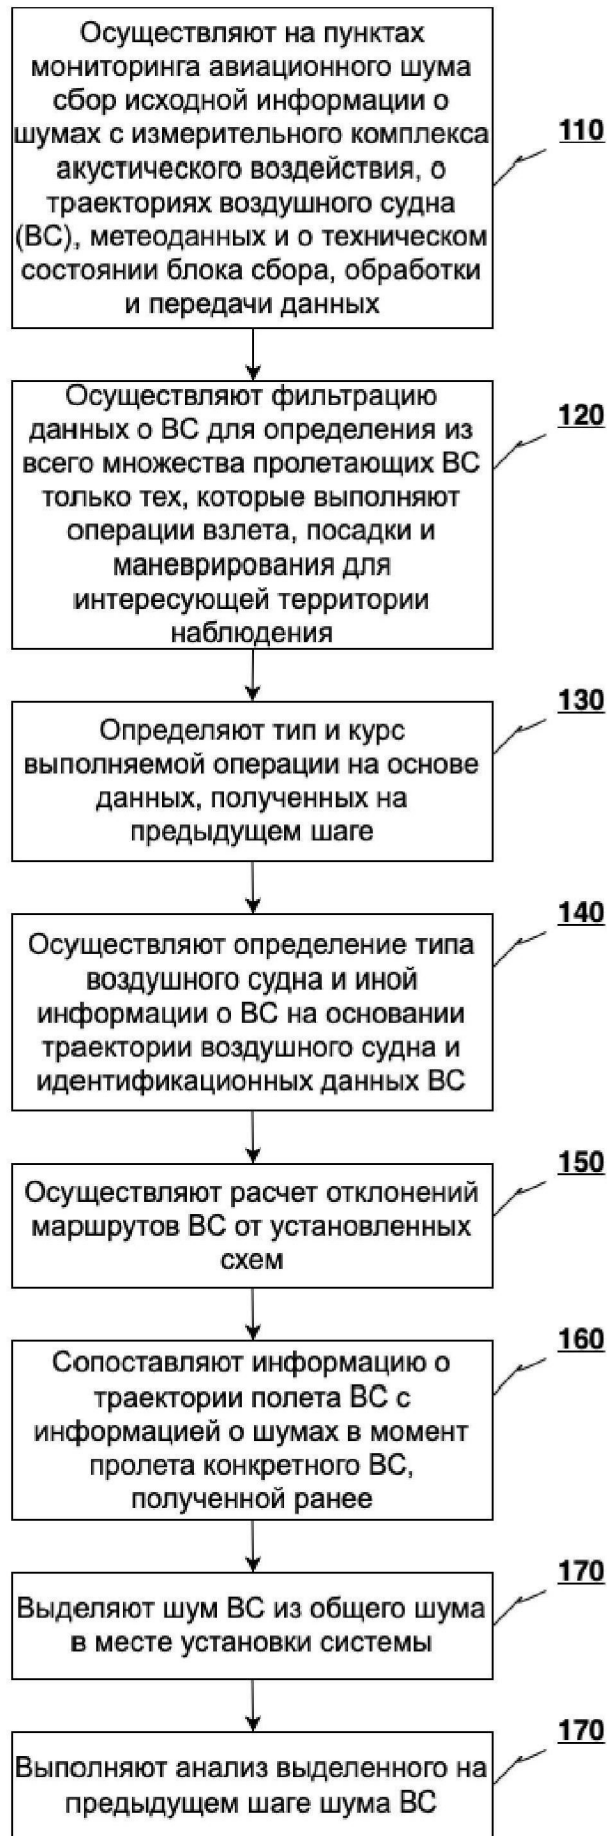 Осуществляют на пунктах
мониторинга авиационного шума
сбор исходной информации о
шумах с измерительного комплекса
акустического воздействия, о
траекториях воздушного судна
(ВС), метеоданных и о техническом
состоянии блока сбора, обработки
и передачи данных
110
Осуществляют фильтрацию
данных о ВС для определения из
всего множества пролетающих ВС
только тех, которые выполняют
операции взлета, посадки и
маневрирования для
интересующей территории
наблюдения
120
Определяют тип и курс
выполняемой операции на основе
данных, полученных на
предыдущем шаге
130
Осуществляют определение типа
воздушного судна и иной
информации о ВС на основании
траектории воздушного судна и
идентификационных данных ВС
140
Осуществляют расчет отклонений
маршрутов ВС от установленных
схем
150
Сопоставляют информацию о
траектории полета ВС с
информацией о шумах в момент
пролета конкретного ВС,
полученной ранее
160
Выделяют шум ВС из общего шума
в месте установки системы
170
Выполняют анализ выделенного на
предыдущем шаге шума ВС
170